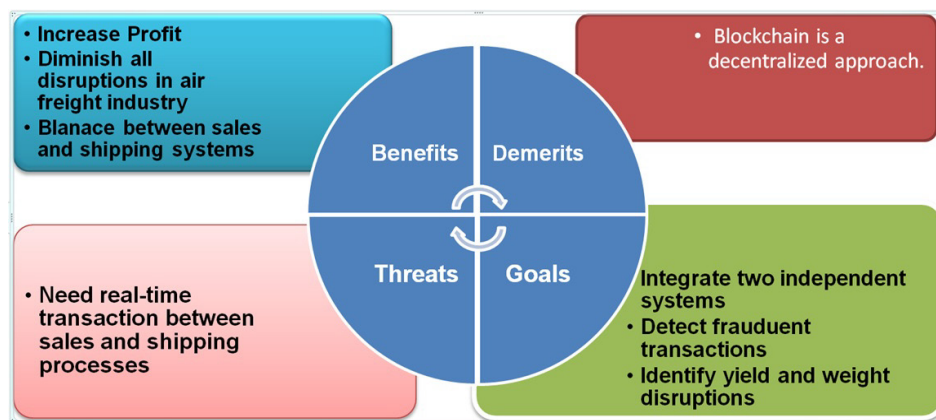 • Increase Profit
• Diminish all
disruptions in air
freight industry
• Blanace between sales
and shipping systems
• Blockchain is a
decentralized approach.
Benefits
Demerits
Threats
Goals
• Need real-time
transaction between
sales and shipping
processes
Integrate two independent
systems
• Detect frauduent
transactions
• Identify yield and weight
disruptions